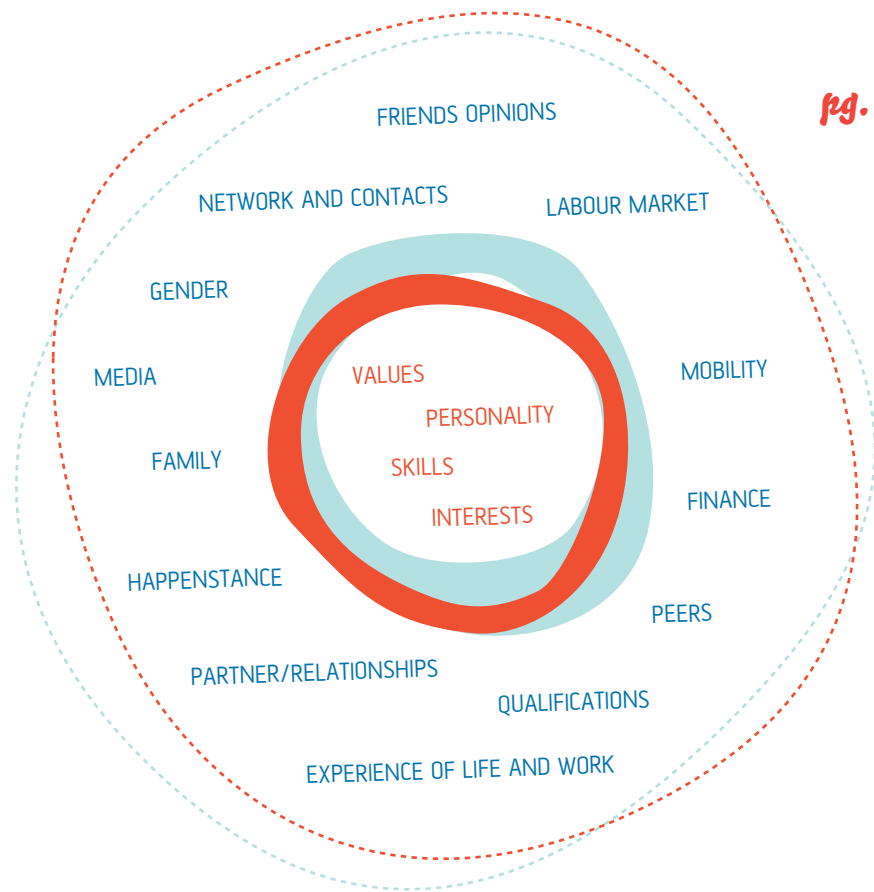 pg.
FRIENDS OPINIONS
NETWORK AND CONTACTS
LABOUR MARKET
GENDER
MEDIA
MOBILITY
VALUES
PERSONALITY
FAMILY
SKILLS
FINANCE
INTERESTS
HAPPENSTANCE
PEERS
PARTNER/RELATIONSHIPS
QUALIFICATIONS
EXPERIENCE OF LIFE AND WORK